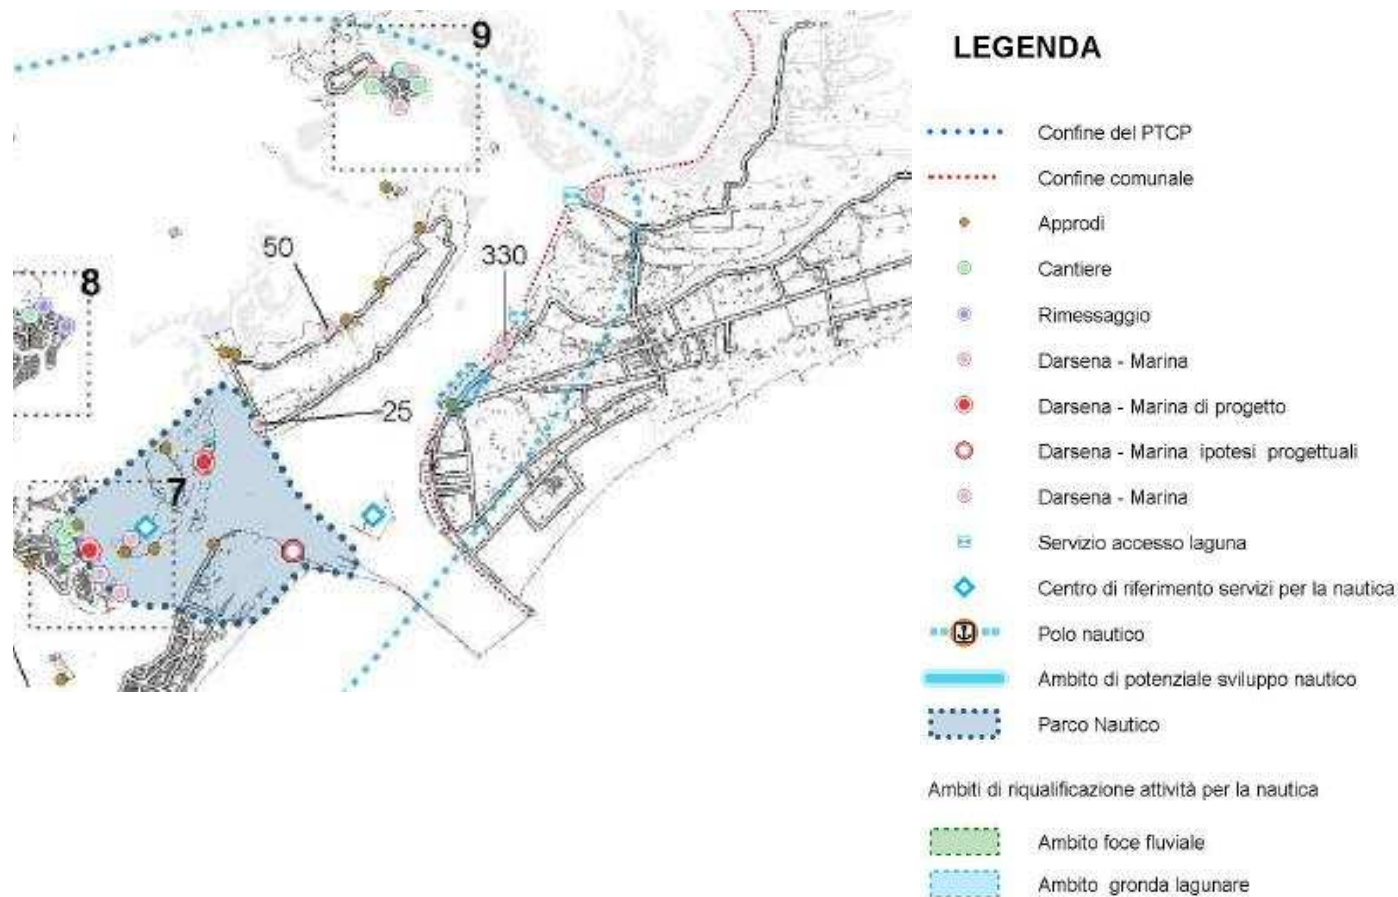 9
50
330
8
25
7
LEGENDA
Confine del PTCP
Confine comunale
Approdi
Cantiere
Rimessaggio
Darsena - Marina
Darsena - Marina di progetto
Darsena - Marina ipotesi progettuali
Darsena - Marina
Servizio accesso laguna
Centro di riferimento servizi per la nautica
Polo nautico
Ambito di potenziale sviluppo nautico
Parco Nautico
Ambiti di riqualificazione attività per la nautica
Ambito foce fluviale
Ambito gronda lagunare